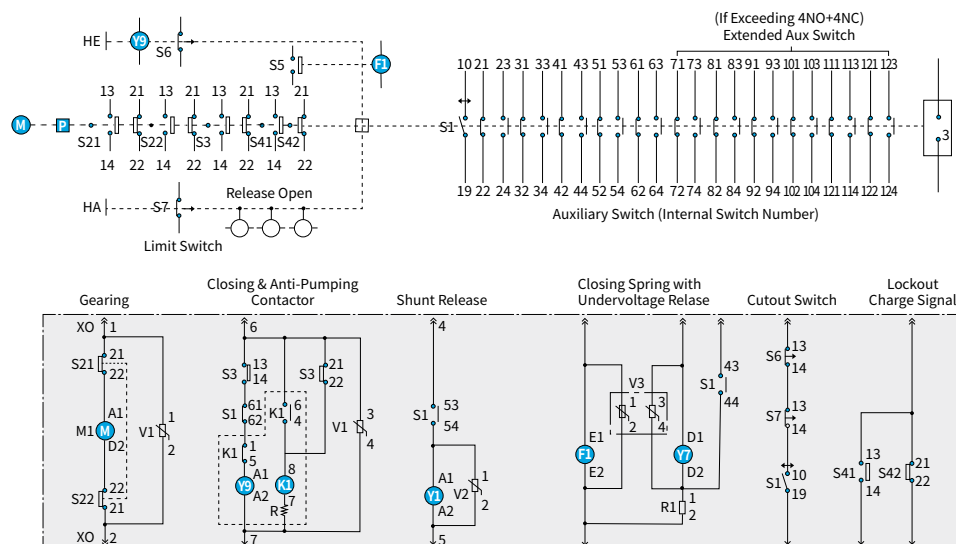 (If Exceeding 4NO+4NC)
Extended Aux Switch
HE Y9 S6
S5 F1
10 21 23 31 33 41 43 51 53 61 63 71 73 81 83 91 93 101 103 111 113 121 123
13 21 13 21 21 13 21
M P S21 S22 S3 S41 S42 S1 3
14 22 14 22 22 14 22
19 22 24 32 34 42 44 52 54 62 64 72 74 82 84 92 94 102 104 121 114 122 124
Release Open
HA S7
Auxiliary Switch (Internal Switch Number)
Limit Switch
Closing & Anti-Pumping
Contactor
Closing Spring with
Undervoltage Relase
Lockout
Charge Signal
Gearing
Shunt Release
Cutout Switch
XO 1 6 4
S21 21 22
S3 13 14
S3 21 22
S6 13 14
V3
S1 43 44
S1 61 62
K1 6 4
S1 53 54
1 2 3 4
S7 13 14
M1 M A1 D2
V1 1 2
V1 3 4
K1 1 5
E1 F1 E2
D1 Y7 D2
S41 13 14
S42 21 22
Y9 A1 A2
8 K1 7
R
Y1 A1 A2
V2 1 2
S1 10 19
S22 22 21
R1 1 2
XO 2 7 5